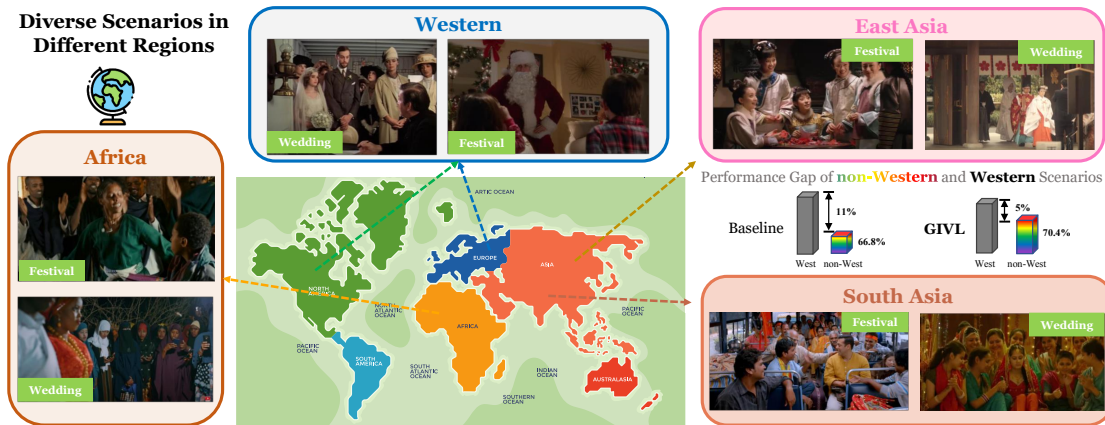 Diverse Scenarios in
Different Regions
Western
Wedding
Festival
East Asia
Festival
Wedding
Africa
Festival
Wedding
ARTIC OCEAN
EUROPE
ASIA
NORTH
AMERICA
NORTH
ATLANTIC
OCEAN
AFRICA
PACIFIC
OCEAN
PACIFIC
OCEAN
SOUTH
AMERICA
SOUTH
ATLANTIC
OCEAN
INDIAN
OCEAN
AUSTRALASIA
SOUTHERN
OCEAN
Performance Gap of non-Western and Western Scenarios
Baseline
11%
66.8%
West
non-West
GIVL
5%
70.4%
West
non-West
South Asia
Festival
Wedding